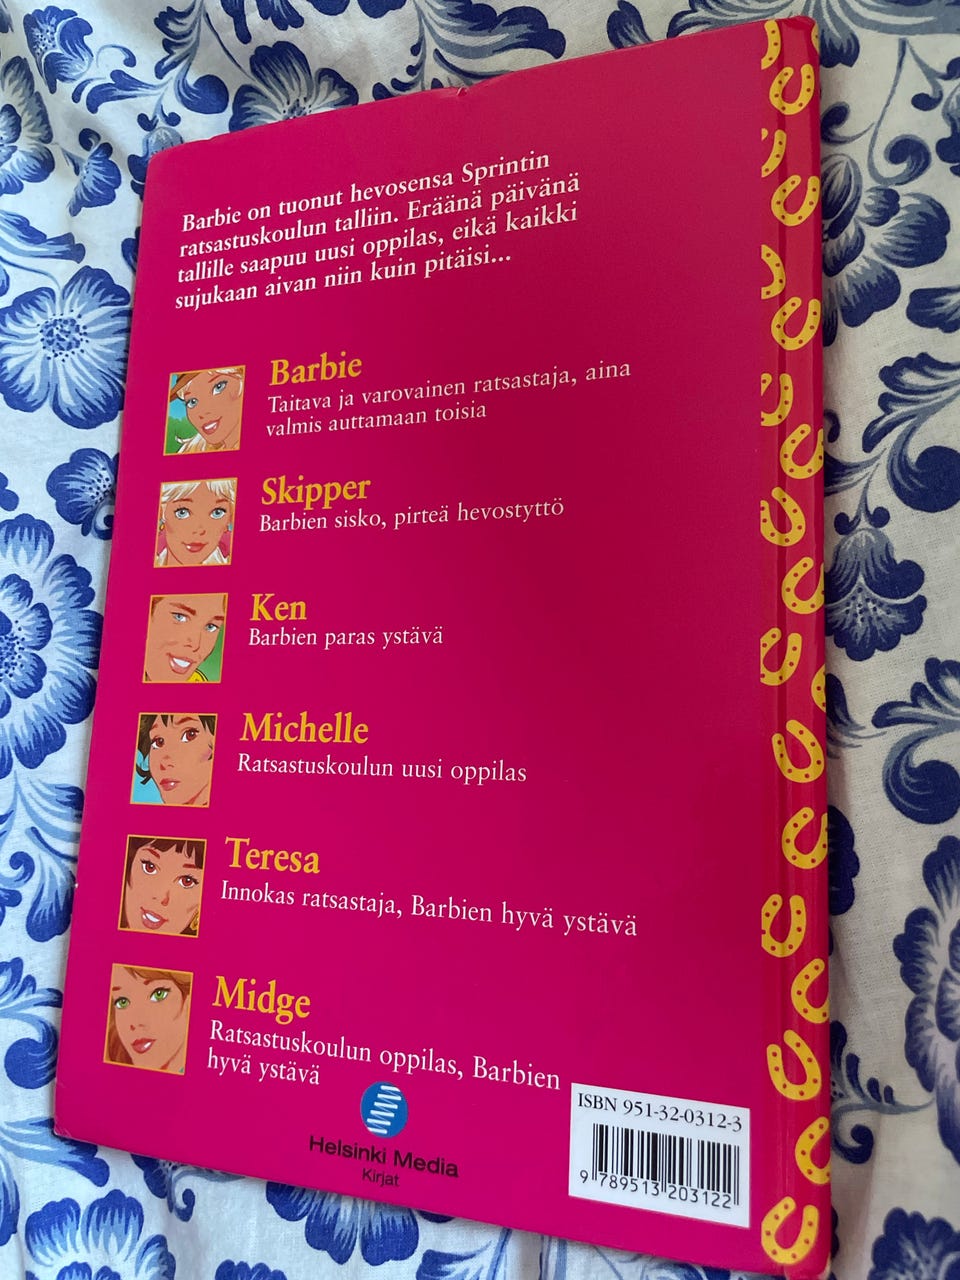 Barbie on tuonut hevosensa Sprintin
ratsastuskoulun talliin. Eräänä päivänä
tallille saapuu uusi oppilas, eikä kaikki
sujukaan aivan niin kuin pitäisi...
Barbie
Taitava ja varovainen ratsastaja, aina
valmis auttamaan toisia
Skipper
Barbien sisko, pirteä hevostyttö
Ken
Barbien paras ystävä
Michelle
Ratsastuskoulun uusi oppilas
Teresa
Innokas ratsastaja, Barbien hyvä ystävä
Midge
Ratsastuskoulun oppilas, Barbien
hyvä ystävä
Helsinki Media
Kirjat
ISBN 951-32-0312-3
9 789513 203122